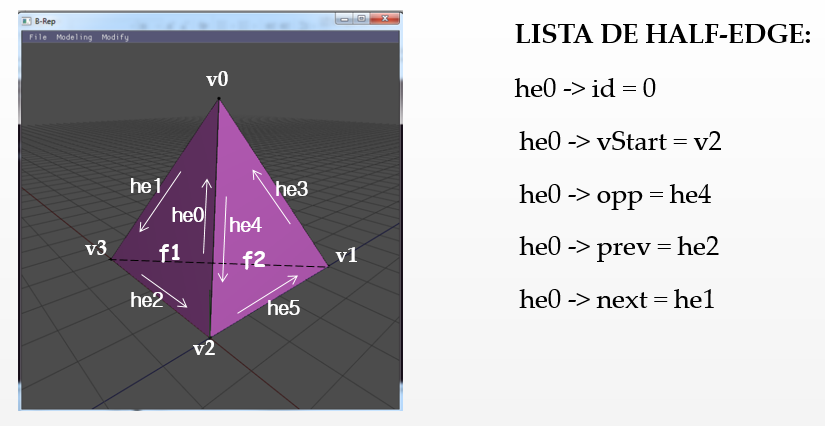 B-Rep
File Modeling Modify
v0
he1
he3
he0
he4
v3
f1
f2
v1
he2
he5
v2
LISTA DE HALF-EDGE:
he0 -> id = 0
he0 -> vStart = v2
he0 -> opp = he4
he0 -> prev = he2
he0 -> next = he1